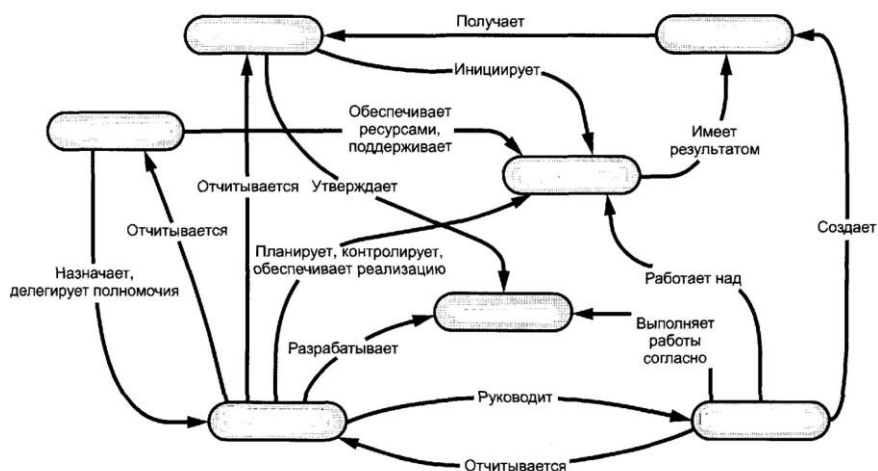 Получает
Инициирует
Обеспечивает
ресурсами,
поддерживает
Имеет
результатом
Отчитывается
Утверждает
Отчитывается
Планирует, контролирует,
обеспечивает реализацию
Создает
Назначает,
делегирует полномочия
Работает над
Разрабатывает
Выполняет
работы
согласно
Руководит
Отчитывается